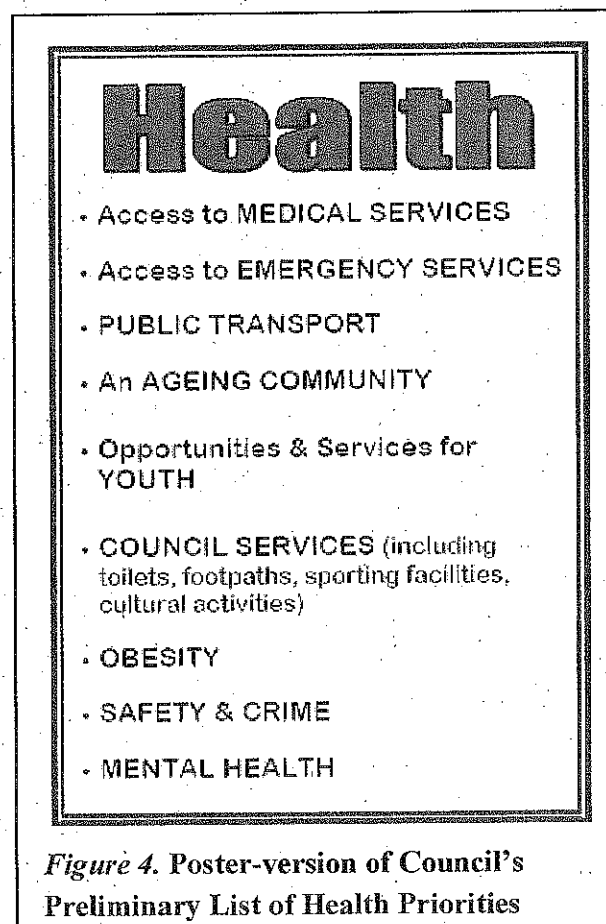 Health
• Access to MEDICAL SERVICES
• Access to EMERGENCY SERVICES
• PUBLIC TRANSPORT
• An AGEING COMMUNITY
• Opportunities & Services for
YOUTH
• COUNCIL SERVICES (including
toilets, footpaths, sporting facilities,
cultural activities)
• OBESITY
• SAFETY & CRIME
• MENTAL HEALTH
Figure 4. Poster-version of Council's
Preliminary List of Health Priorities